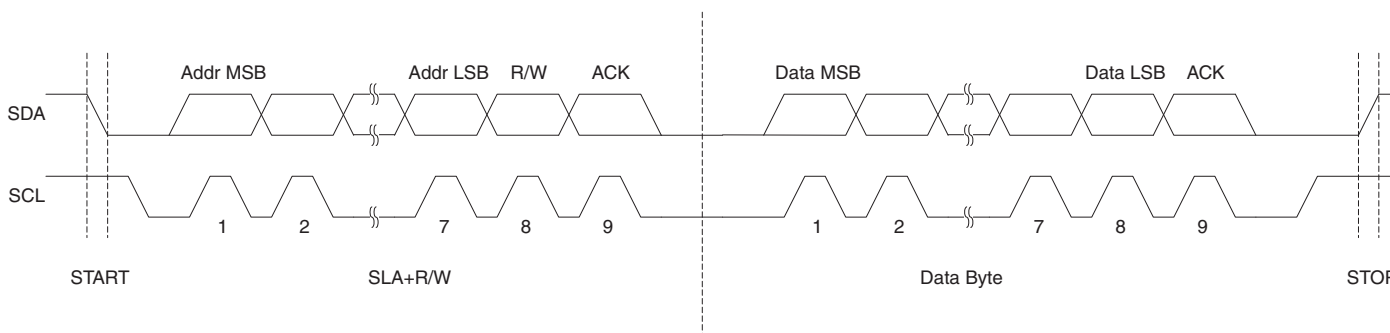 Addr MSB Addr LSB R/W ACK Data MSB Data LSB ACK
SDA
SCL
1 2 7 8 9 1 2 7 8 9
START SLA+R/W Data Byte STOP